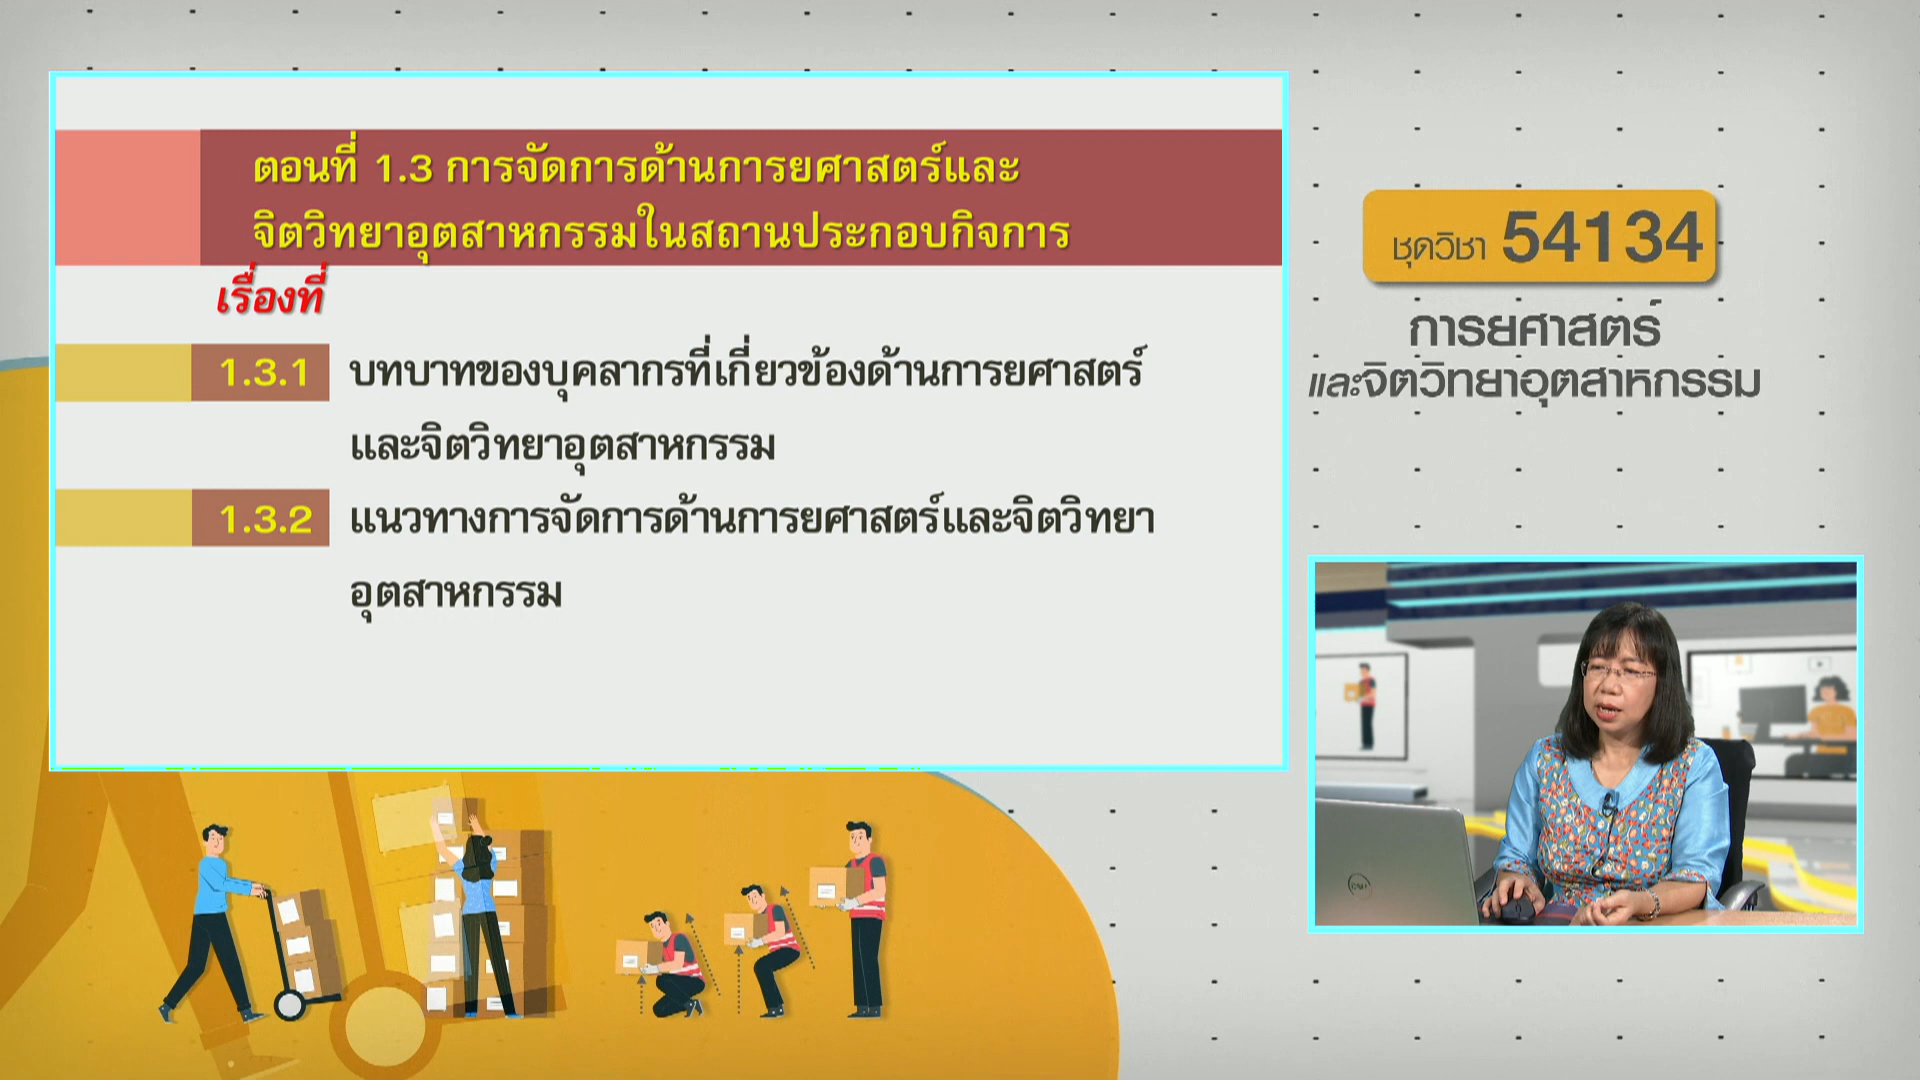 ตอนที่ 1.3 การจัดการด้านการยศาสตร์และ
จิตวิทยาอุตสาหกรรมในสถานประกอบกิจการ
เรื่องที่
1.3.1 บทบาทของบุคลากรที่เกี่ยวข้องด้านการยศาสตร์
และจิตวิทยาอุตสาหกรรม
1.3.2 แนวทางการจัดการด้านการยศาสตร์และจิตวิทยา
อุตสาหกรรม
ชุดวิชา 54134
การยศาสตร์
และจิตวิทยาอุตสาหกรรม
DELL